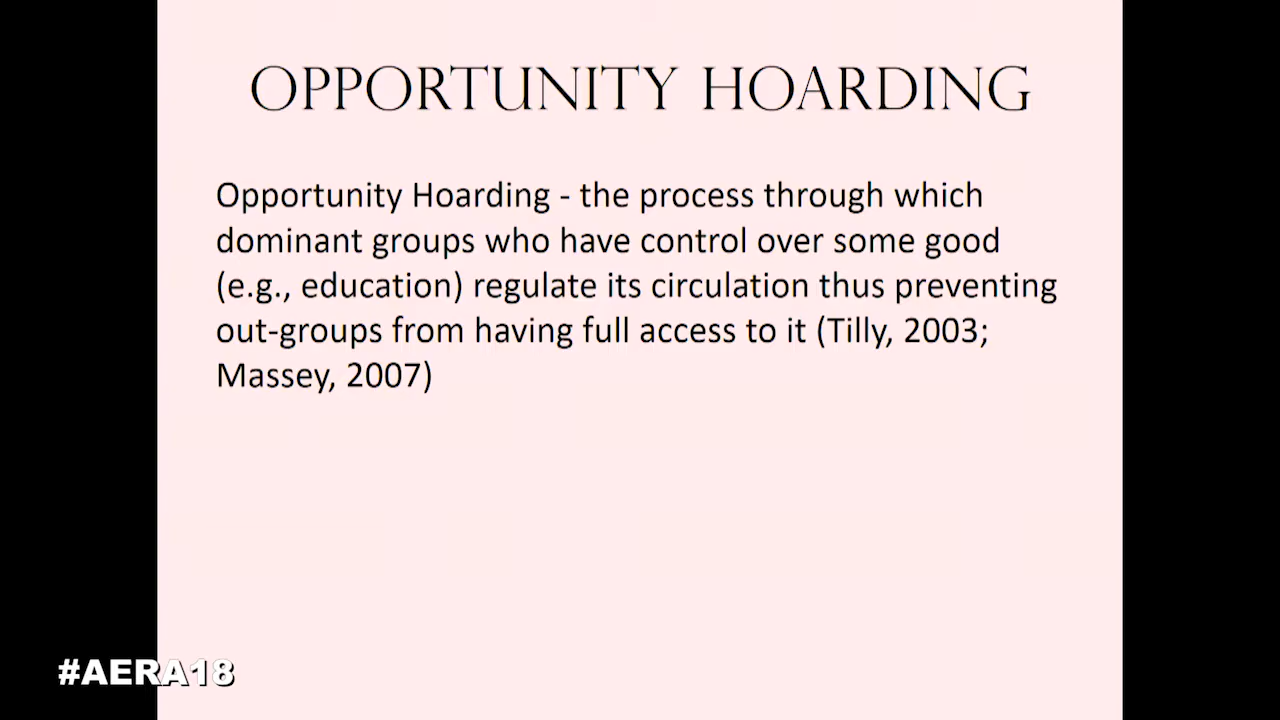 OPPORTUNITY HOARDING
Opportunity Hoarding - the process through which
dominant groups who have control over some good
(e.g., education) regulate its circulation thus preventing
out-groups from having full access to it (Tilly, 2003;
Massey, 2007)
#AERA18